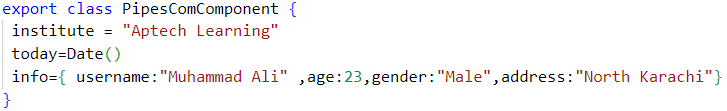 export class PipesComComponent {
institute = "Aptech Learning"
today=Date()
info={ username:"Muhammad Ali" ,age:23,gender:"Male",address:"North Karachi"}
}